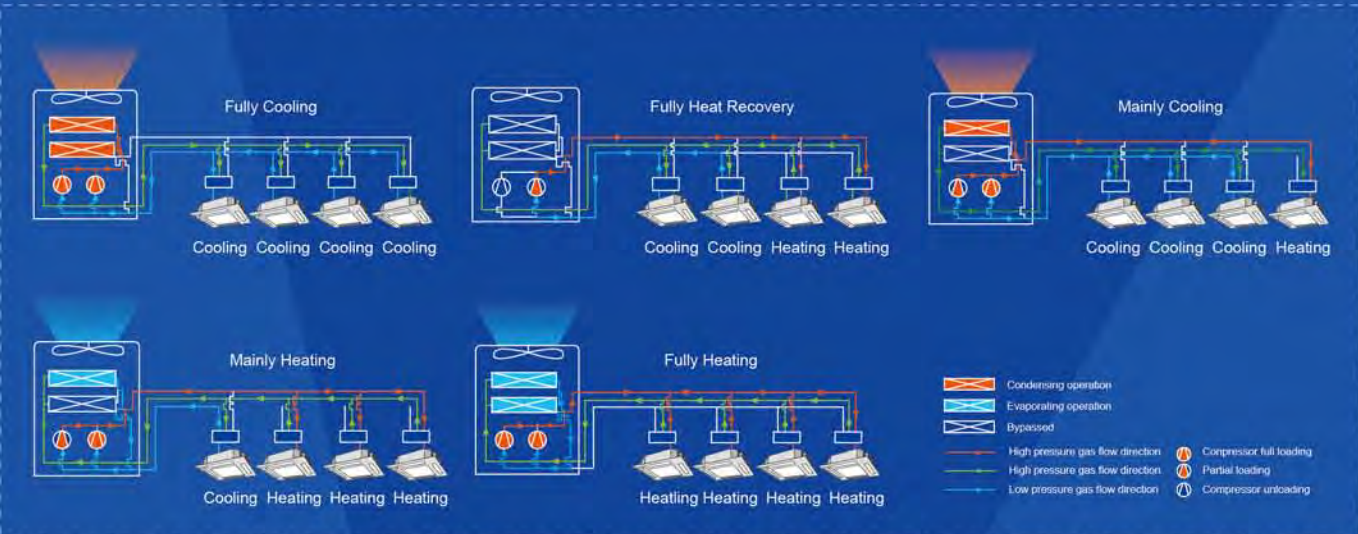 Fully Cooling
Cooling Cooling Cooling Cooling
Fully Heat Recovery
Cooling Cooling Heating Heating
Mainly Cooling
Cooling Cooling Cooling Heating
Mainly Heating
Cooling Heating Heating Heating
Fully Heating
Heatling Heating Heating Heating
Condensing operation
Evaporating operation
Bypassed
High pressure gas flow direction Conpressor full loading
High pressure gas flow direction Partial loading
Low pressure gas flow direction Compressor unloading